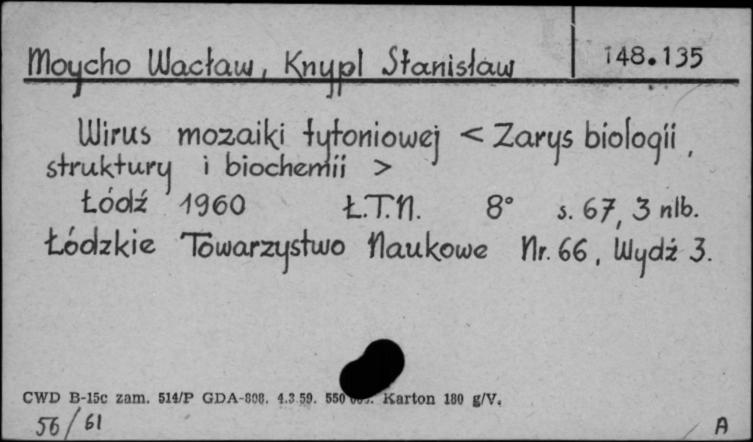 Moycho Wacław, Knypl Stanisław
148.135
Wirus mozaiki tytoniowej < Zarys biologii,
struktury i biochemii >
Łódź 1960 Ł.T.N. 8° s. 67, 3 nlb.
Łódzkie Towarzystwo Naukowe Nr. 66, Wydź 3.
CWD B-15c zam. 514/P GDA-808. 4.3.59. 550 Karton 180 g/V.
56/61
A